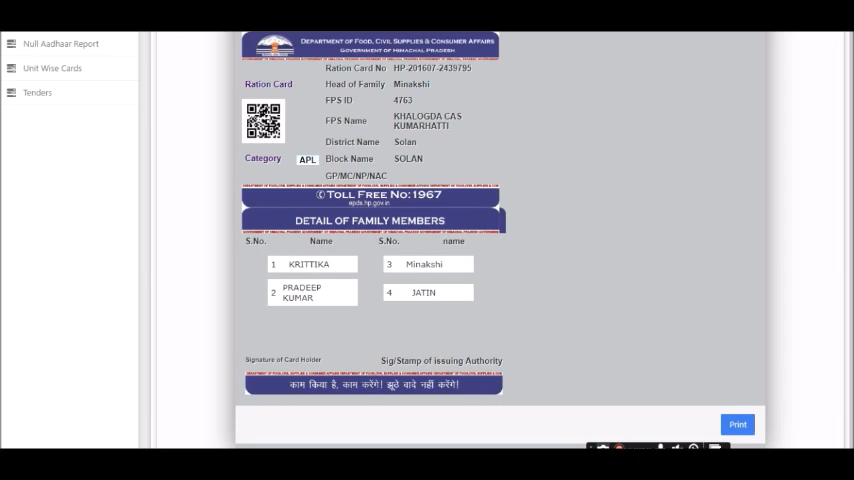 Null Aadhaar Report
Unit Wise Cards
Tenders
DEPARTMENT OF FOOD, CIVIL SUPPLIES & CONSUMER AFFAIRS
GOVERNMENT OF HIMACHAL PRADESH
Ration Card No HP-201607-2439795
Ration Card Head of Family Minakshi
FPS ID 4763
FPS Name KHALOGDA CAS
KUMARHATTI
District Name Solan
Category APL Block Name SOLAN
GP/MC/NP/NAC
TOLL FREE NO: 1967
epds.hp.gov.in
DETAIL OF FAMILY MEMBERS
S.No. Name S.No. name
1 KRITTIKA 3 Minakshi
2 PRADEEP KUMAR 4 JATIN
Signature of Card Holder Sig/Stamp of issuing Authority
काम किया है, काम करेंगे! झूठे वादे नहीं करेंगे!
Print